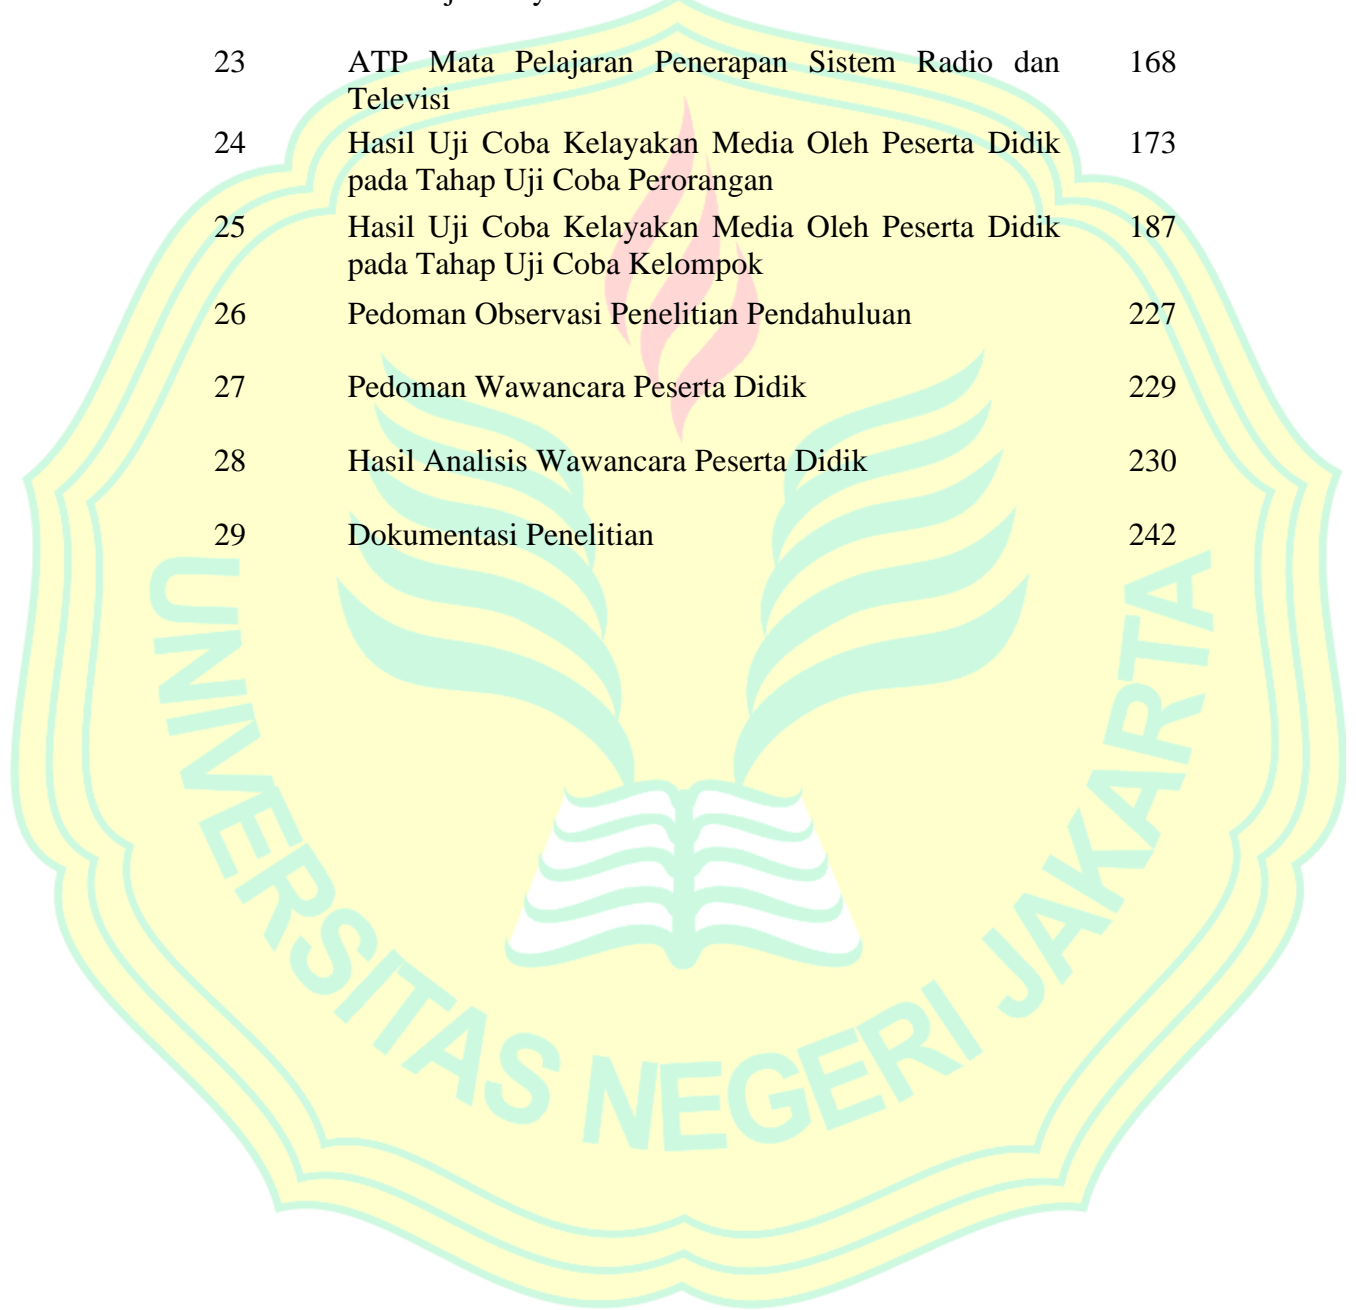 23 ATP Mata Pelajaran Penerapan Sistem Radio dan 168
Televisi
24 Hasil Uji Coba Kelayakan Media Oleh Peserta Didik 173
pada Tahap Uji Coba Perorangan
25 Hasil Uji Coba Kelayakan Media Oleh Peserta Didik 187
pada Tahap Uji Coba Kelompok
26 Pedoman Observasi Penelitian Pendahuluan 227
27 Pedoman Wawancara Peserta Didik 229
28 Hasil Analisis Wawancara Peserta Didik 230
29 Dokumentasi Penelitian 242
UNIVERSITAS NEGERI JAKARTA